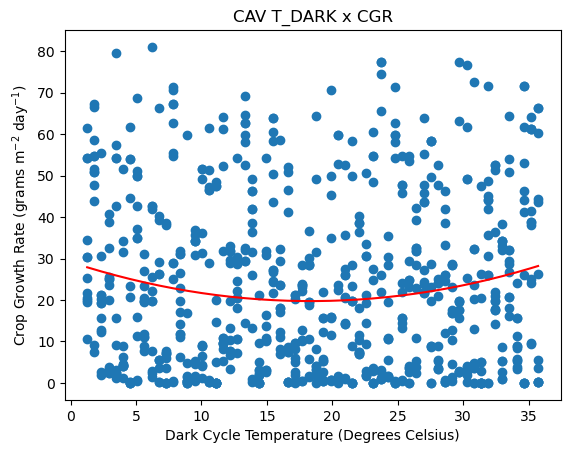 CAV T_DARK x CGR
Crop Growth Rate (grams m⁻² day⁻¹)
80
70
60
50
40
30
20
10
0
0 5 10 15 20 25 30 35
Dark Cycle Temperature (Degrees Celsius)